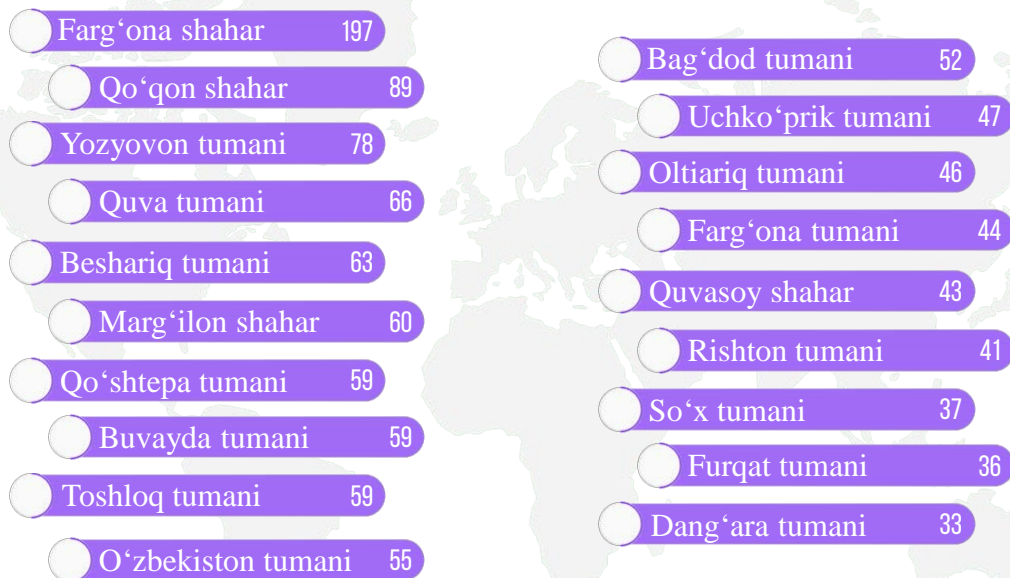 Farg‘ona shahar 197
Qo‘qon shahar 89
Yozyovon tumani 78
Quva tumani 66
Beshariq tumani 63
Marg‘ilon shahar 60
Qo‘shtepa tumani 59
Buvayda tumani 59
Toshloq tumani 59
O‘zbekiston tumani 55
Bag‘dod tumani 52
Uchko‘prik tumani 47
Oltiariq tumani 46
Farg‘ona tumani 44
Quvasoy shahar 43
Rishton tumani 41
So‘x tumani 37
Furqat tumani 36
Dang‘ara tumani 33